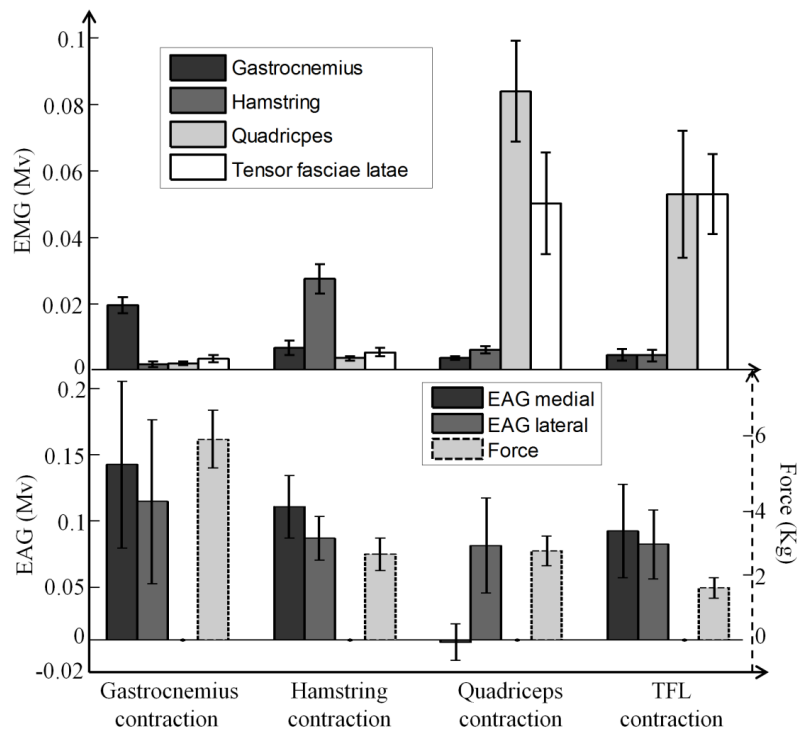 0.1
0.08
0.06
0.04
0.02
0
EMG (Mv)
Gastrocnemius
Hamstring
Quadricpes
Tensor fasciae latae
0.2
0.15
0.1
0.05
0
-0.02
EAG (Mv)
EAG medial
EAG lateral
Force
6
4
2
0
Force (Kg)
Gastrocnemius
contraction
Hamstring
contraction
Quadriceps
contraction
TFL
contraction